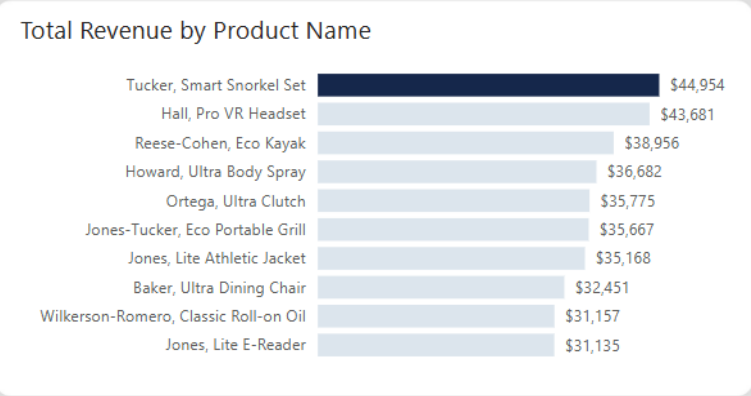 Total Revenue by Product Name
Tucker, Smart Snorkel Set $44,954
Hall, Pro VR Headset $43,681
Reese-Cohen, Eco Kayak $38,956
Howard, Ultra Body Spray $36,682
Ortega, Ultra Clutch $35,775
Jones-Tucker, Eco Portable Grill $35,667
Jones, Lite Athletic Jacket $35,168
Baker, Ultra Dining Chair $32,451
Wilkerson-Romero, Classic Roll-on Oil $31,157
Jones, Lite E-Reader $31,135